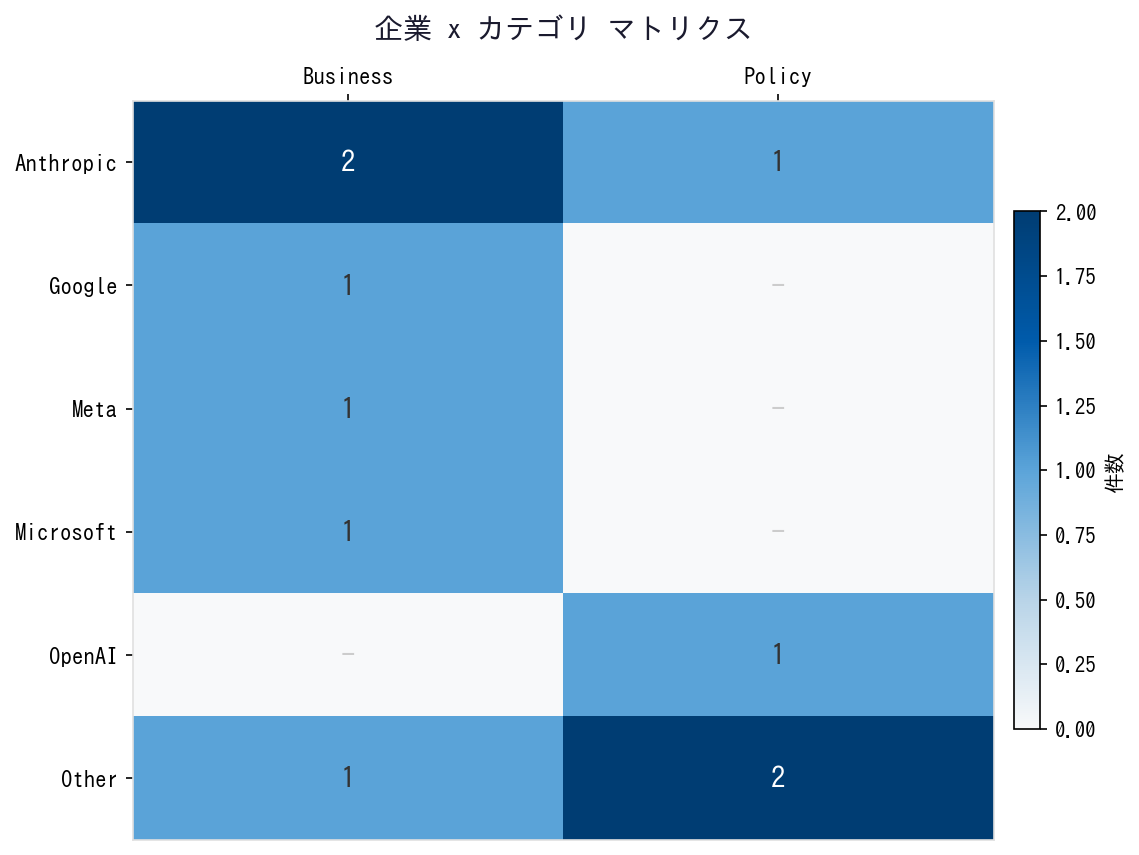 企業 x カテゴリ マトリクス
Business Policy
Anthropic 2 1
Google 1 —
Meta 1 —
Microsoft 1 —
OpenAI — 1
Other 1 2
2.00
1.75
1.50
1.25
1.00
0.75
0.50
0.25
0.00
件数